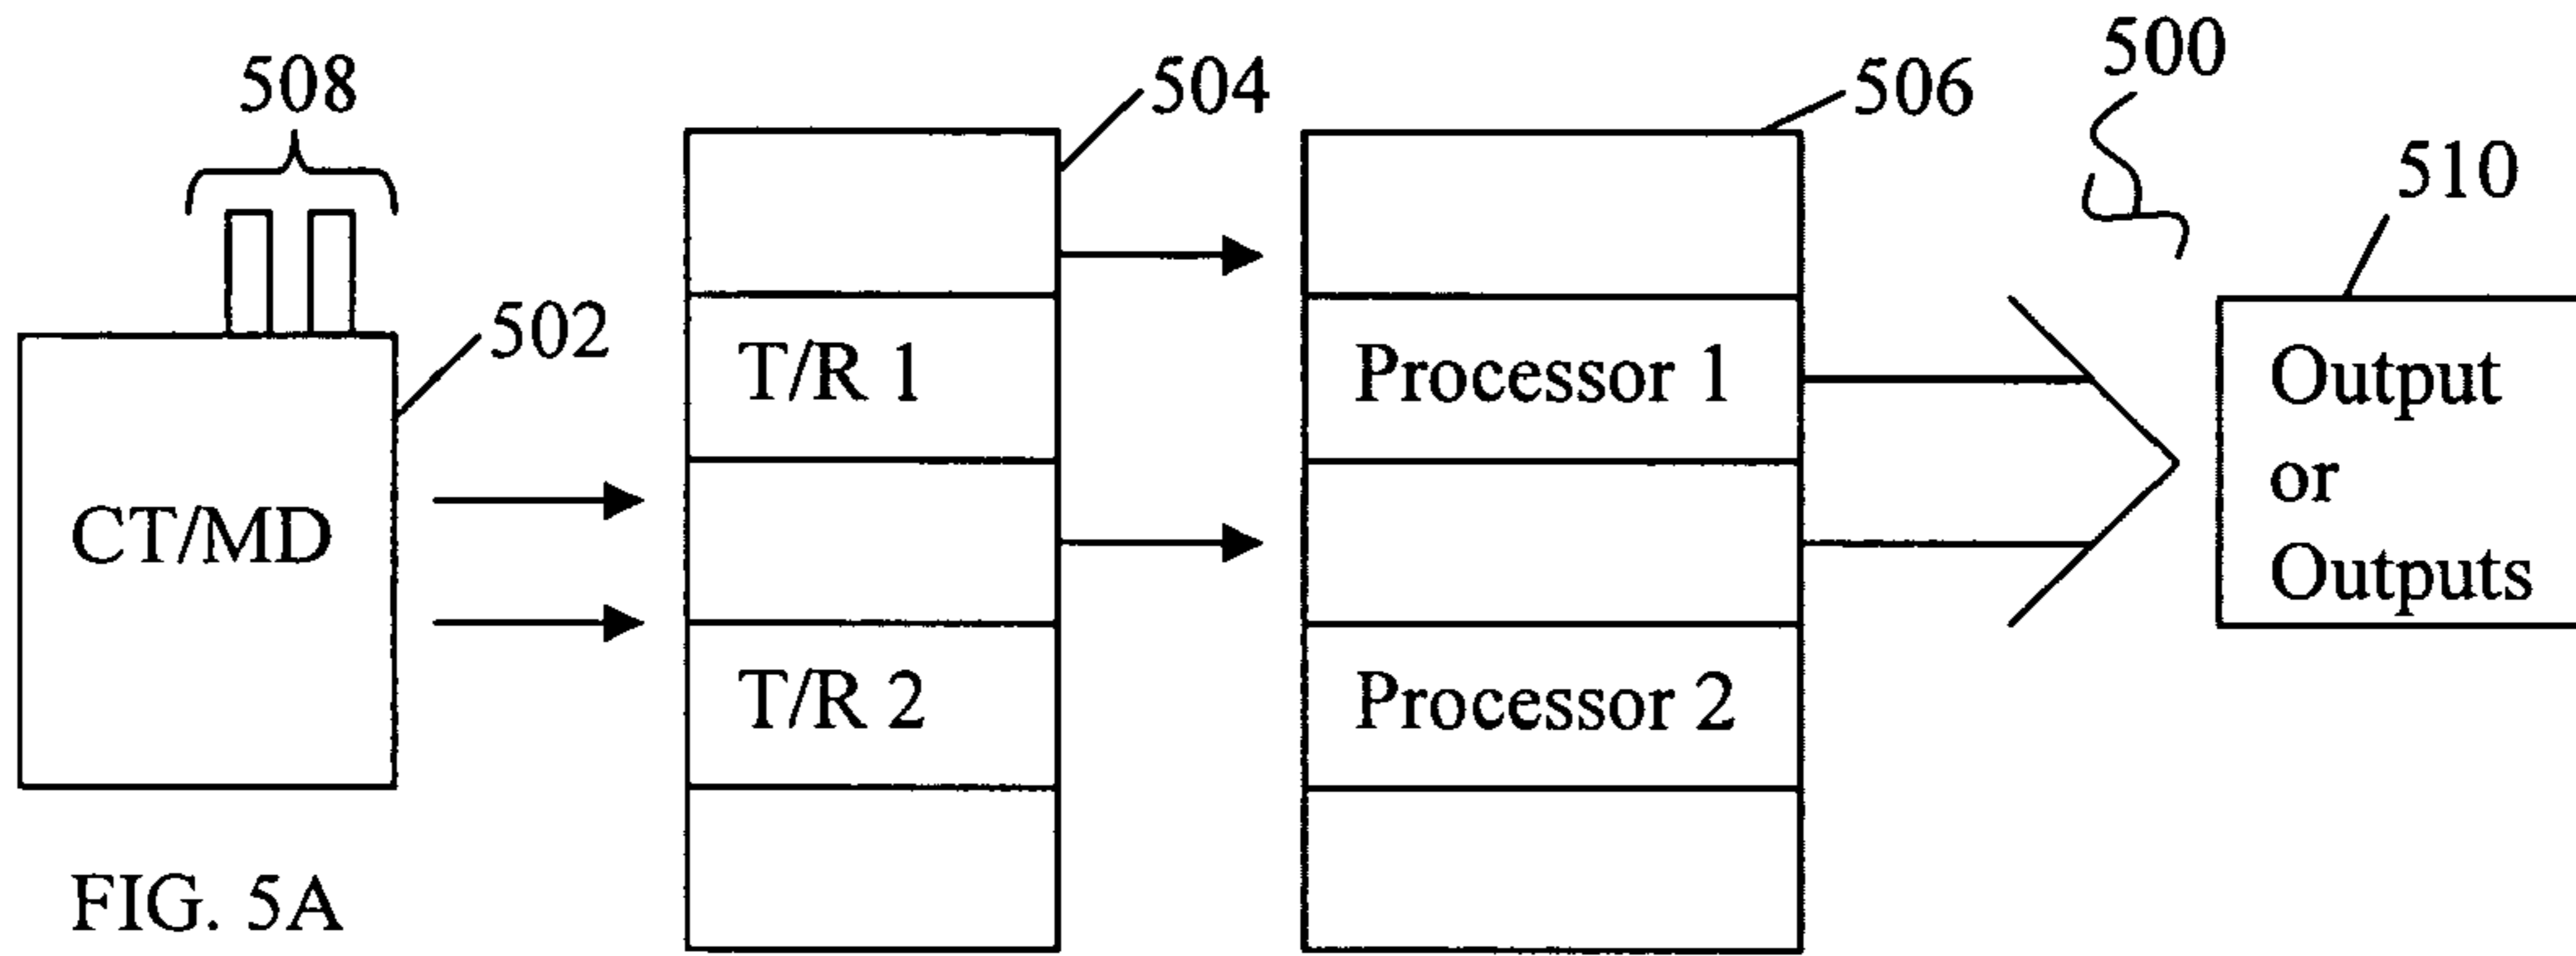 508
504
506
500
510
502
CT/MD
T/R 1
T/R 2
Processor 1
Processor 2
Output
or
Outputs
FIG. 5A